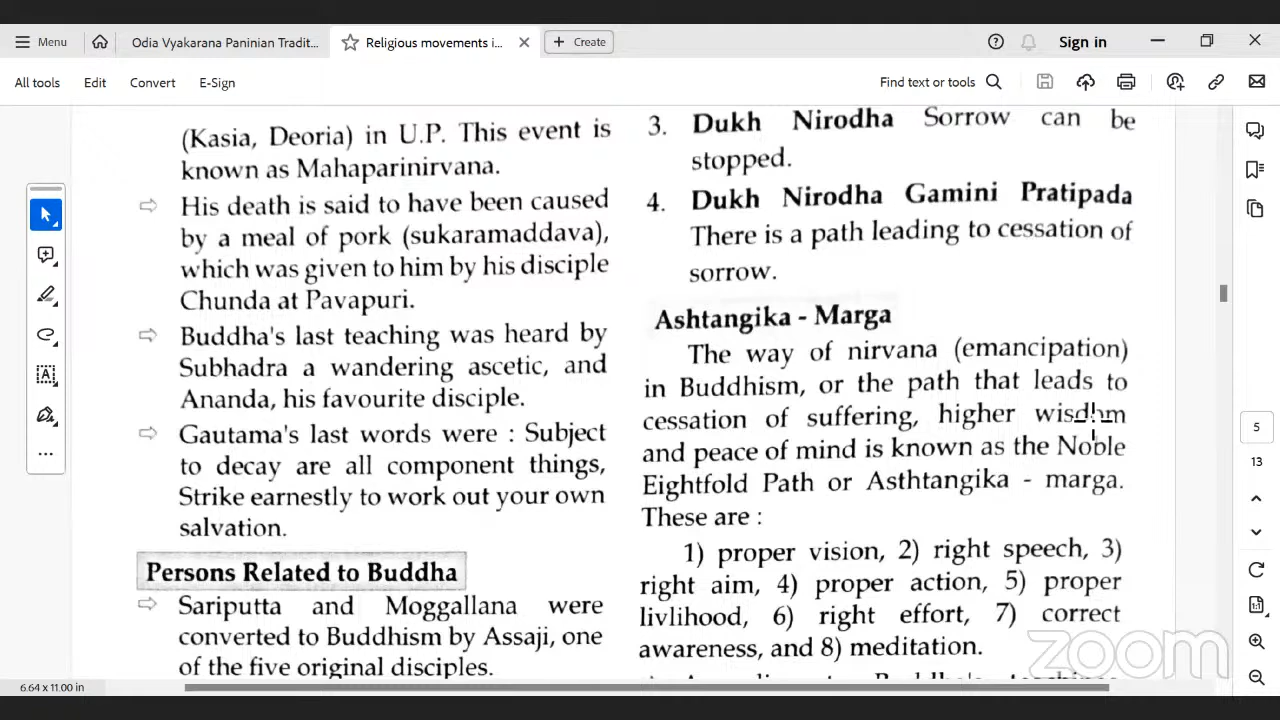 Menu
Odia Vyakarana Paninian Tradit...
Religious movements i...
Create
Sign in
All tools
Edit
Convert
E-Sign
Find text or tools
(Kasia, Deoria) in U.P. This event is
known as Mahaparinirvana.
His death is said to have been caused
by a meal of pork (sukaramaddava),
which was given to him by his disciple
Chunda at Pavapuri.
Buddha's last teaching was heard by
Subhadra a wandering ascetic, and
Ananda, his favourite disciple.
Gautama's last words were : Subject
to decay are all component things,
Strike earnestly to work out your own
salvation.
Persons Related to Buddha
Sariputta and Moggallana were
converted to Buddhism by Assaji, one
of the five original disciples.
3. Dukh Nirodha Sorrow can be
stopped.
4. Dukh Nirodha Gamini Pratipada
There is a path leading to cessation of
sorrow.
Ashtangika - Marga
The way of nirvana (emancipation)
in Buddhism, or the path that leads to
cessation of suffering, higher wisdom
and peace of mind is known as the Noble
Eightfold Path or Asthtangika - marga.
These are :
1) proper vision, 2) right speech, 3)
right aim, 4) proper action, 5) proper
livlihood, 6) right effort, 7) correct
awareness, and 8) meditation.
5
13
6.64 x 11.00 in
zoom